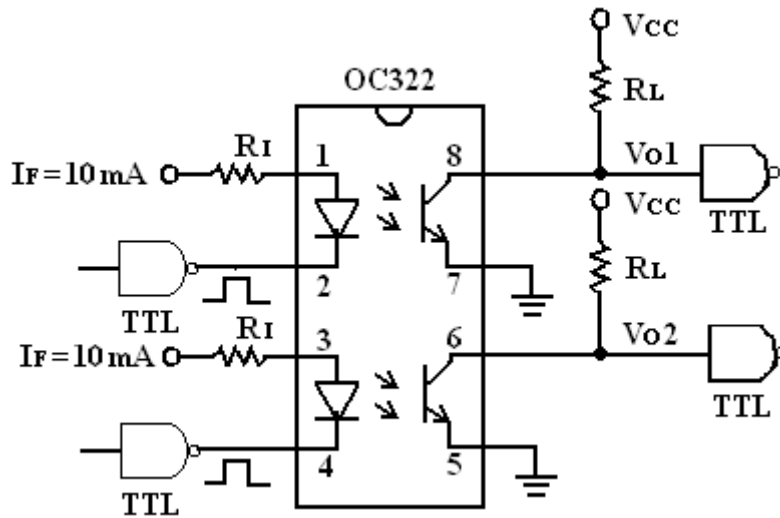 OC322
VCC
RL
RI
1
8
VO1
IF=10mA
TTL
VCC
2
7
RL
TTL
RI
3
6
VO2
IF=10mA
TTL
4
5
TTL